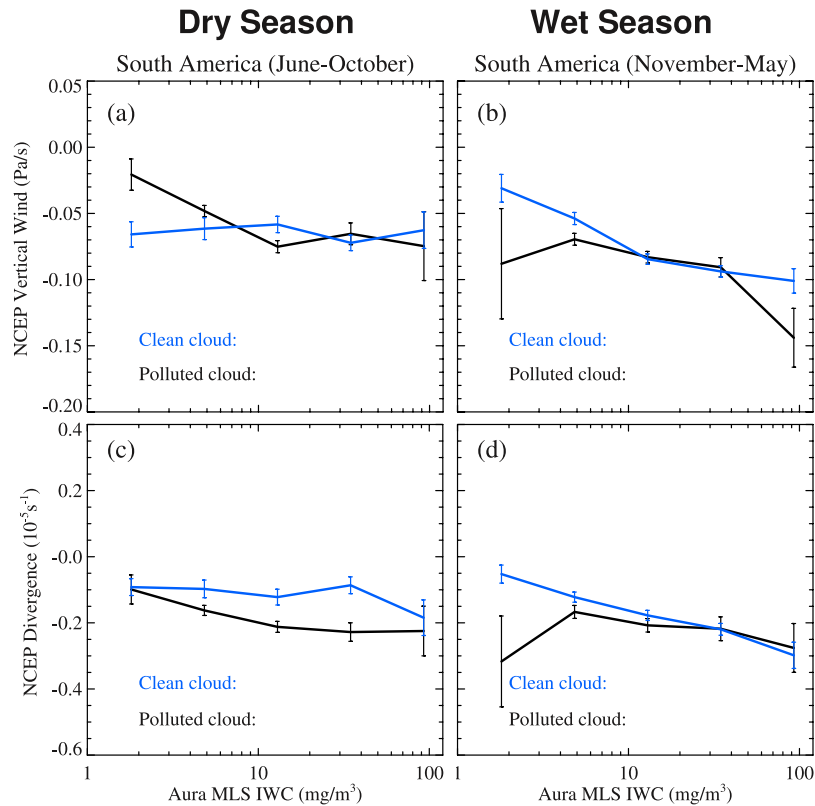 Dry Season
Wet Season
South America (June-October)
South America (November-May)
NCEP Vertical Wind (Pa/s)
0.05
0.00
-0.05
-0.10
-0.15
-0.20
(a)
Clean cloud:
Polluted cloud:
(b)
Clean cloud:
Polluted cloud:
NCEP Divergence (10⁻⁵s⁻¹)
0.4
0.2
-0.0
-0.2
-0.4
-0.6
(c)
Clean cloud:
Polluted cloud:
(d)
Clean cloud:
Polluted cloud:
1 10 100
1 10 100
Aura MLS IWC (mg/m³)
Aura MLS IWC (mg/m³)